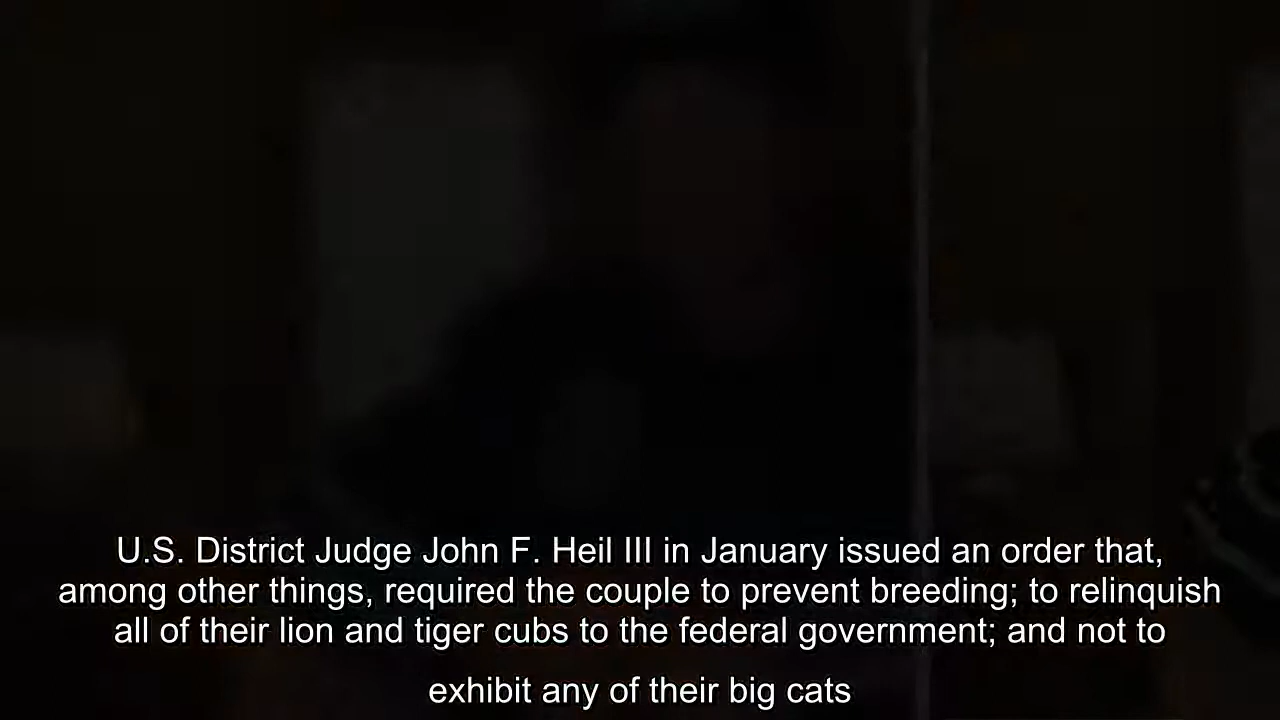 U.S. District Judge John F. Heil III in January issued an order that,
among other things, required the couple to prevent breeding; to relinquish
all of their lion and tiger cubs to the federal government; and not to
exhibit any of their big cats